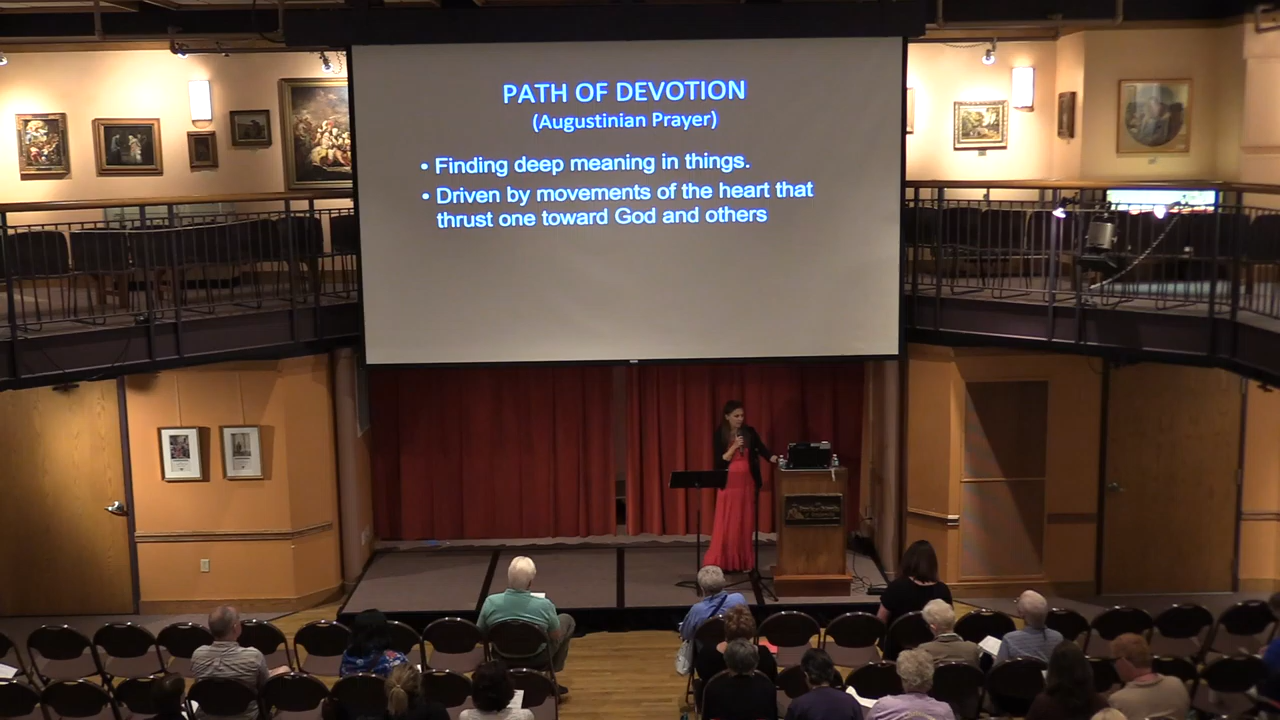 PATH OF DEVOTION
(Augustinian Prayer)
• Finding deep meaning in things.
• Driven by movements of the heart that
thrust one toward God and others